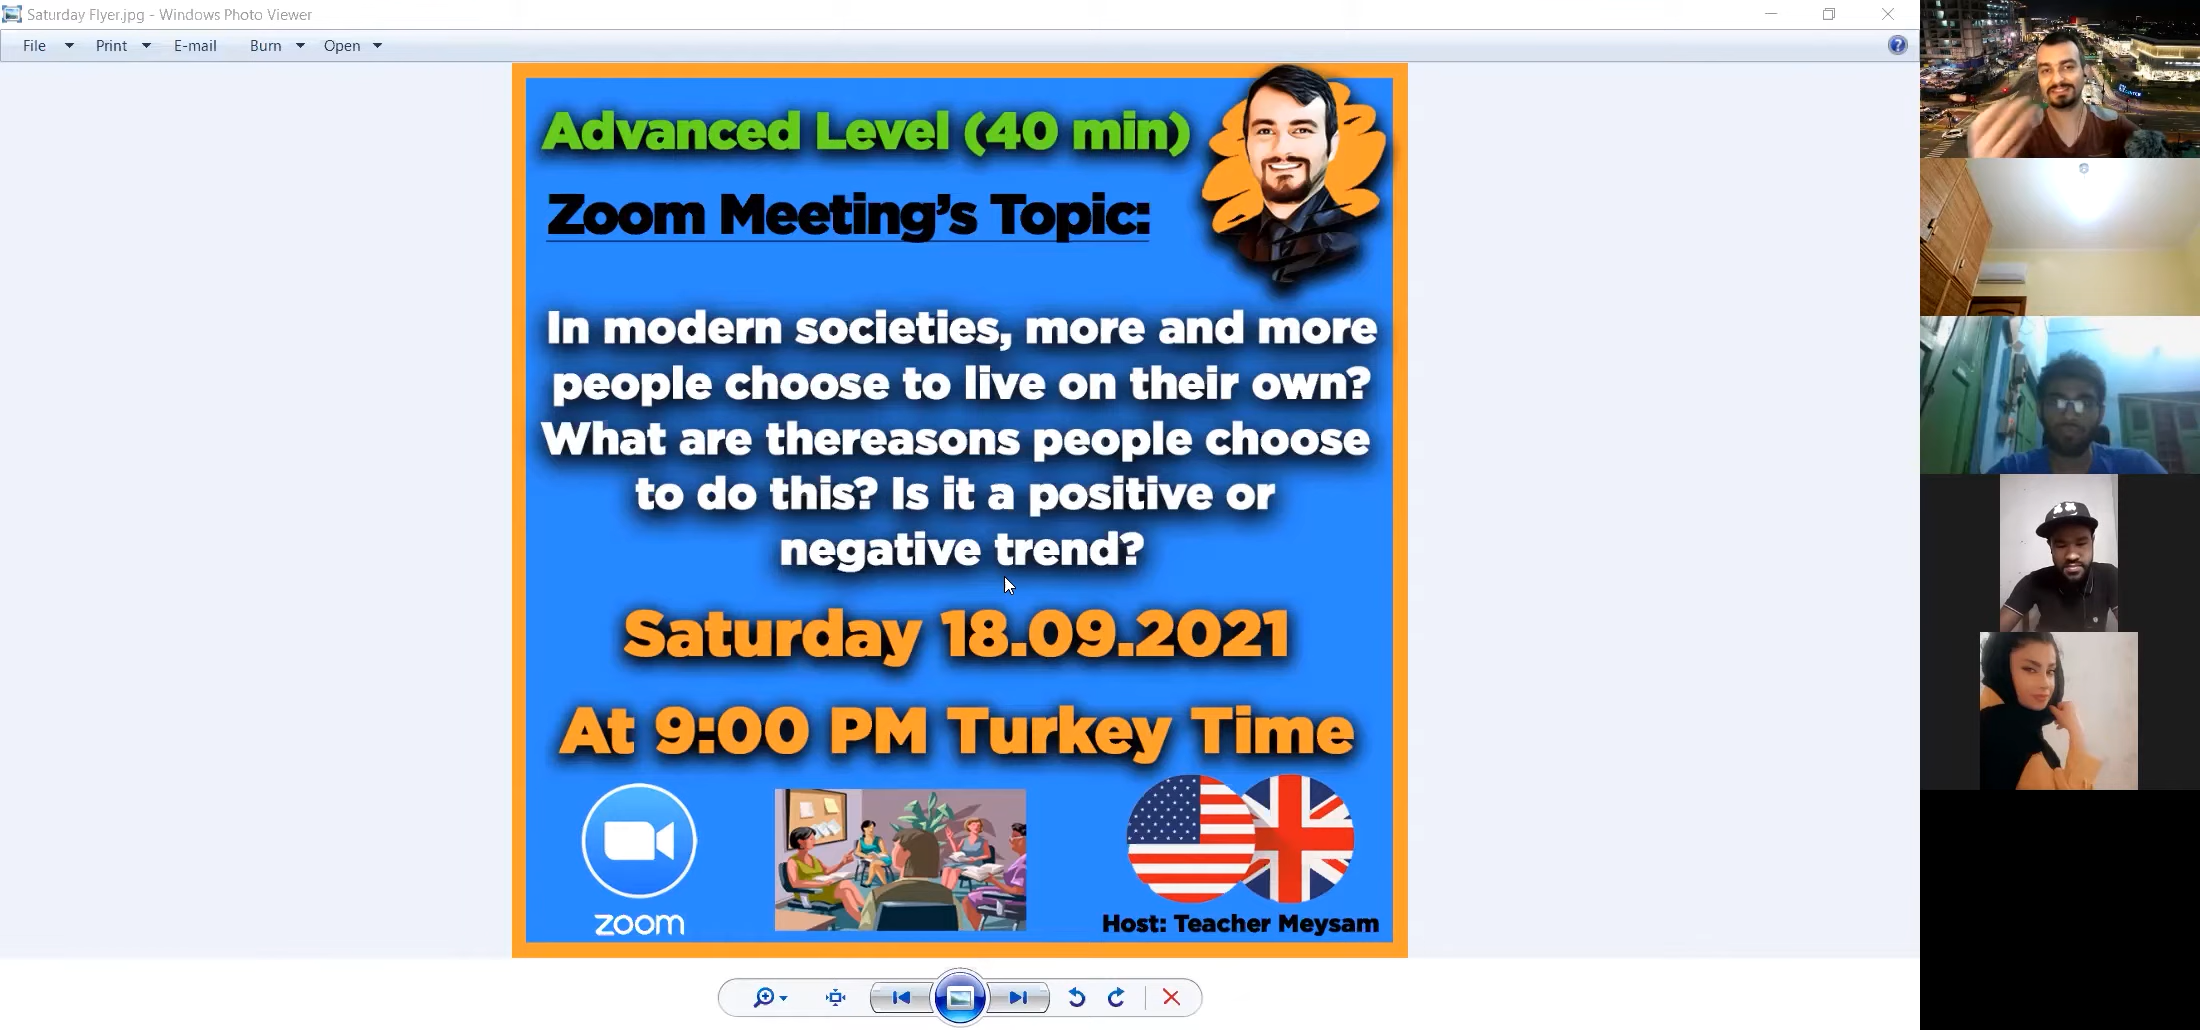 Saturday Flyer.jpg - Windows Photo Viewer
File Print E-mail Burn Open
Advanced Level (40 min)
Zoom Meeting's Topic:
In modern societies, more and more
people choose to live on their own?
What are thereasons people choose
to do this? Is it a positive or
negative trend?
Saturday 18.09.2021
At 9:00 PM Turkey Time
zoom
Host: Teacher Meysam